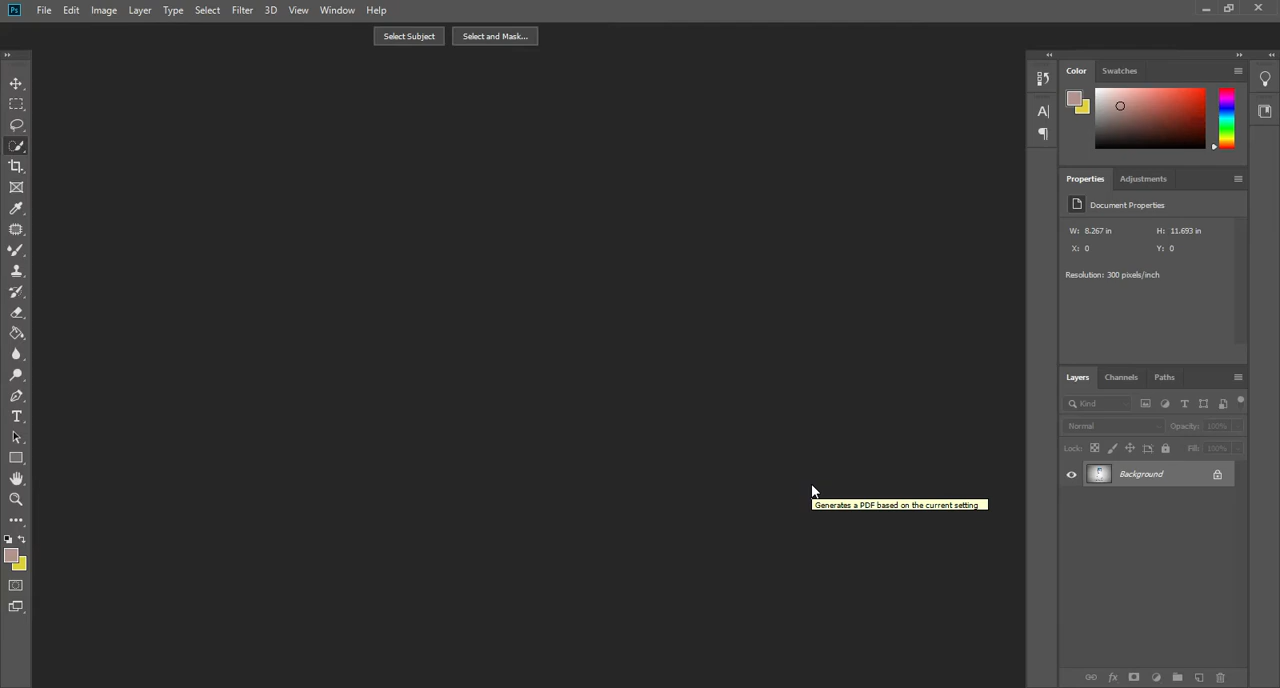 Ps File Edit Image Layer Type Select Filter 3D View Window Help
Select Subject Select and Mask...
Color Swatches
Properties Adjustments
Document Properties
W: 8.267 in H: 11.693 in
X: 0 Y: 0
Resolution: 300 pixels/inch
Layers Channels Paths
Kind
Normal Opacity: 100%
Lock: Fill: 100%
Background
Generates a PDF based on the current setting